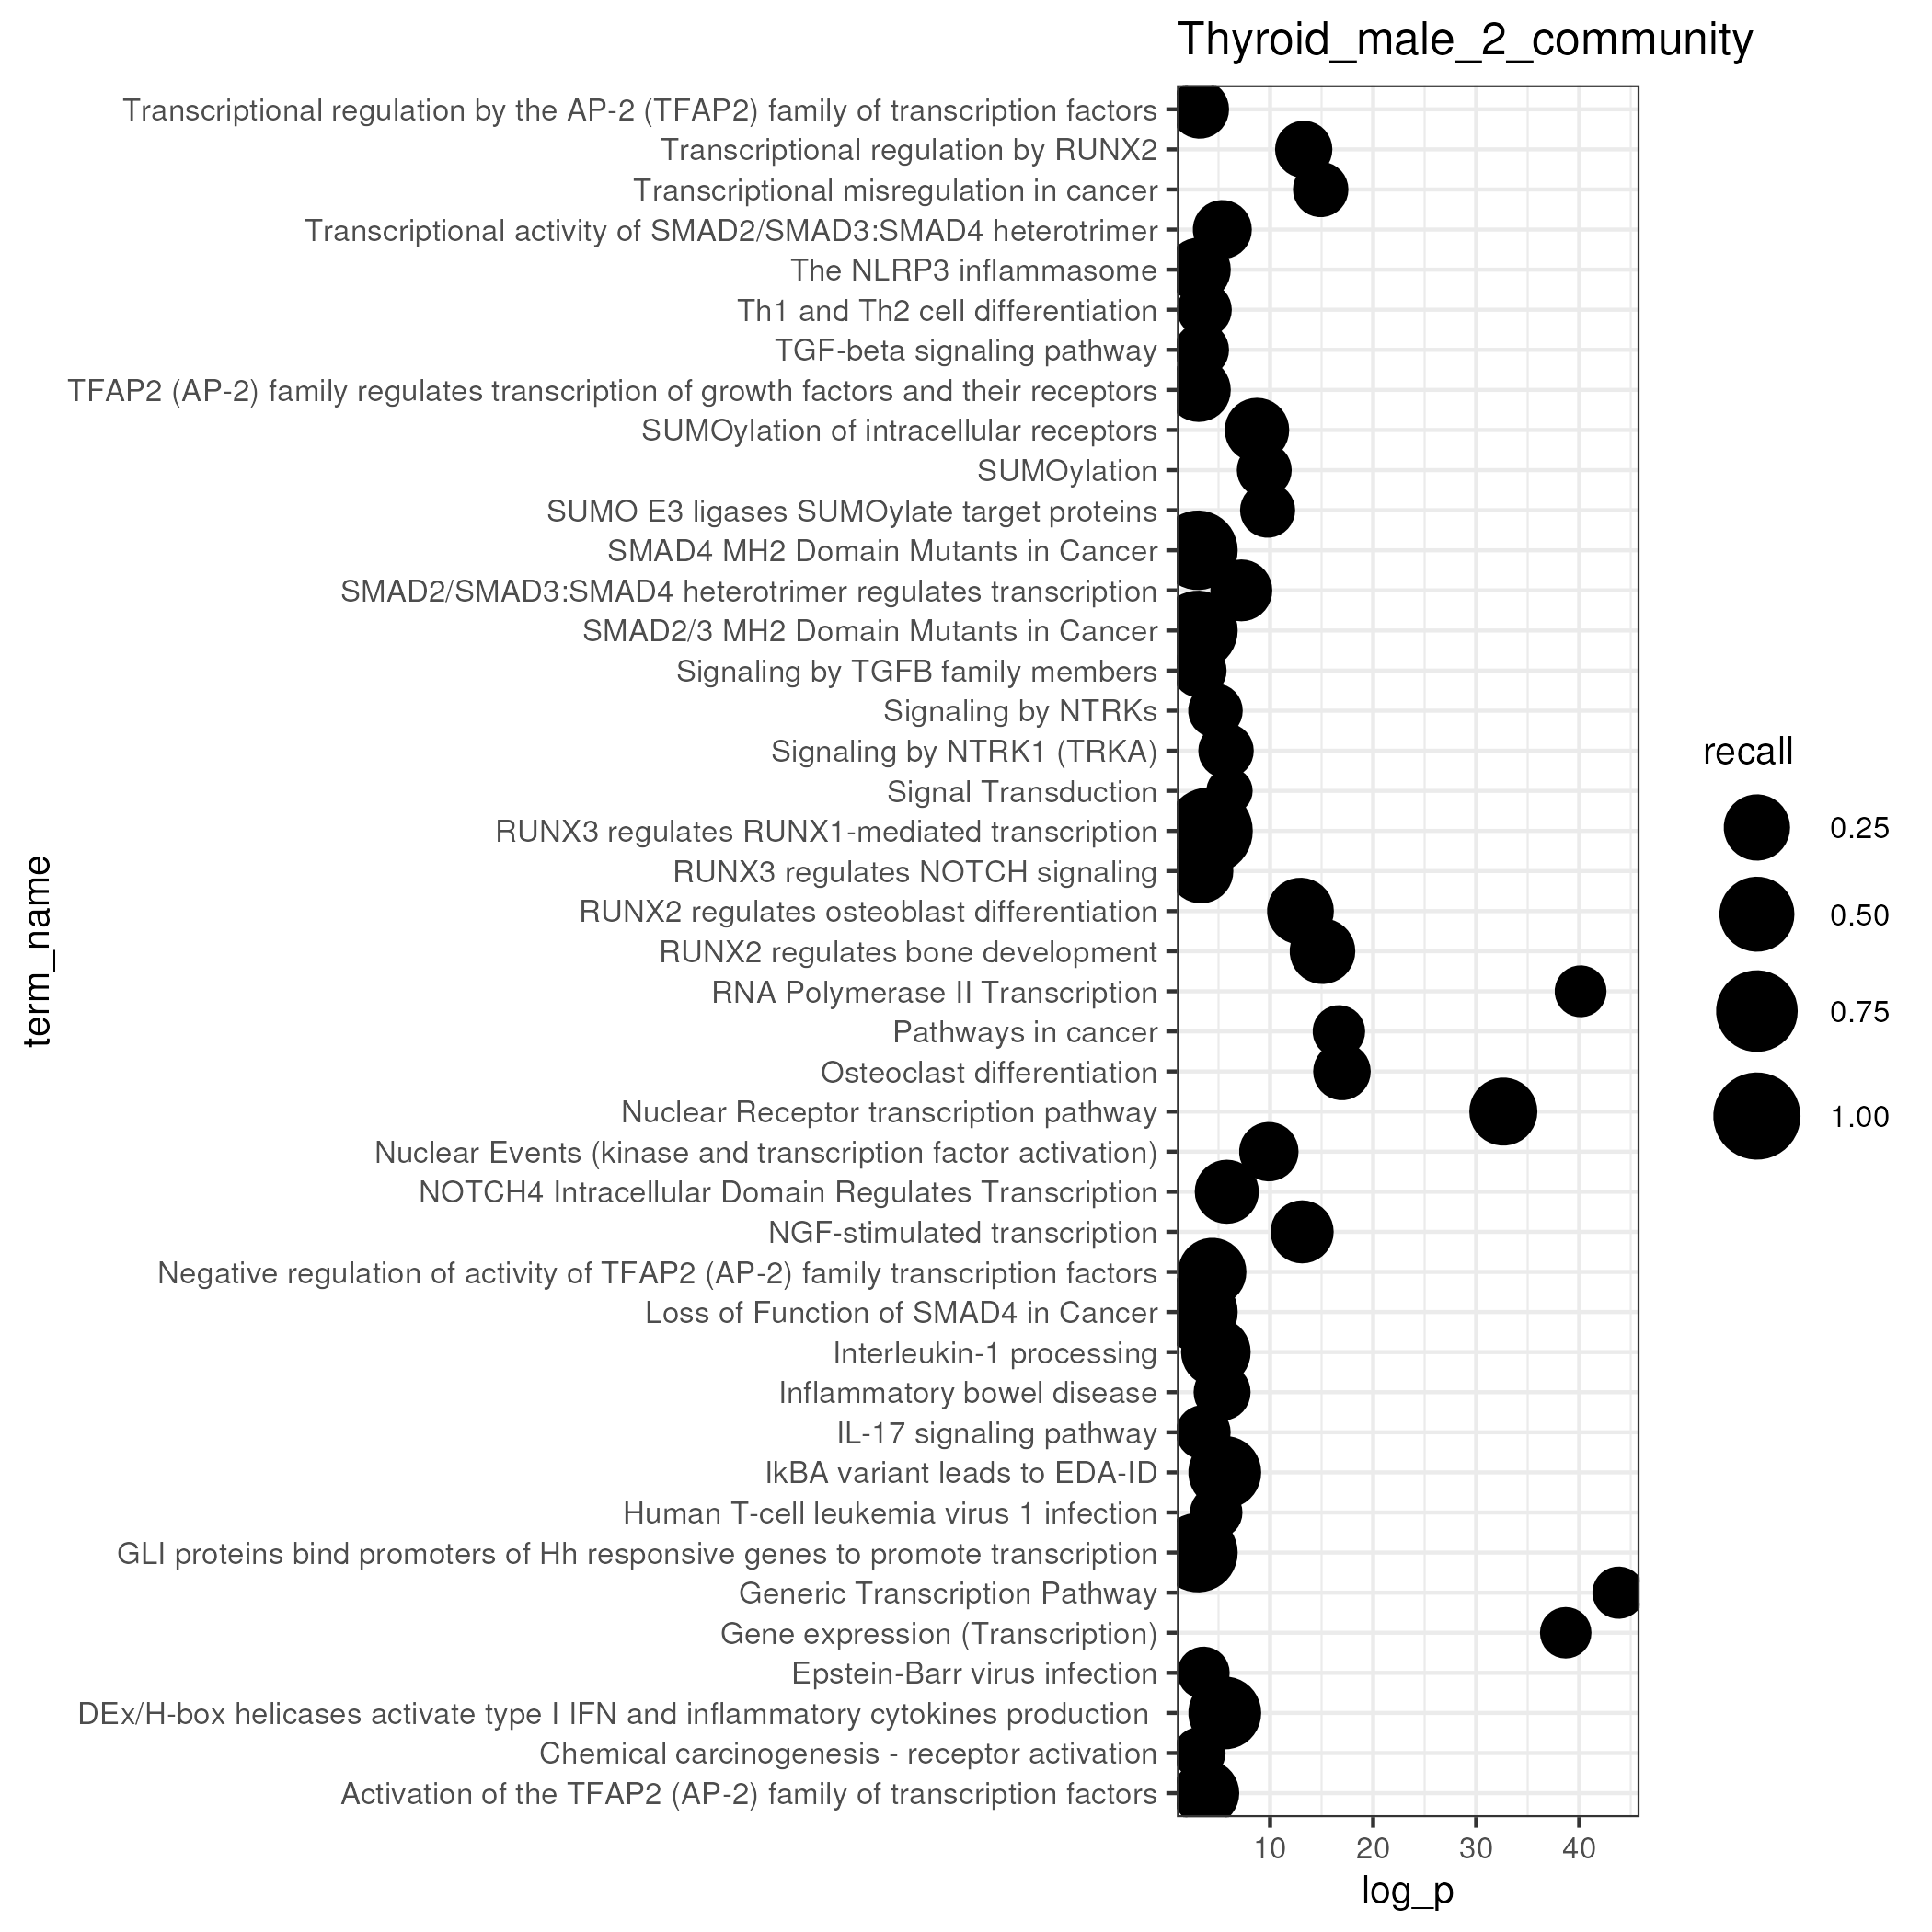 Thyroid_male_2_community
Transcriptional regulation by the AP-2 (TFAP2) family of transcription factors
Transcriptional regulation by RUNX2
Transcriptional misregulation in cancer
Transcriptional activity of SMAD2/SMAD3:SMAD4 heterotrimer
The NLRP3 inflammasome
Th1 and Th2 cell differentiation
TGF-beta signaling pathway
TFAP2 (AP-2) family regulates transcription of growth factors and their receptors
SUMOylation of intracellular receptors
SUMOylation
SUMO E3 ligases SUMOylate target proteins
SMAD4 MH2 Domain Mutants in Cancer
SMAD2/SMAD3:SMAD4 heterotrimer regulates transcription
SMAD2/3 MH2 Domain Mutants in Cancer
Signaling by TGFB family members
Signaling by NTRKs
Signaling by NTRK1 (TRKA)
Signal Transduction
RUNX3 regulates RUNX1-mediated transcription
RUNX3 regulates NOTCH signaling
RUNX2 regulates osteoblast differentiation
RUNX2 regulates bone development
RNA Polymerase II Transcription
Pathways in cancer
Osteoclast differentiation
Nuclear Receptor transcription pathway
Nuclear Events (kinase and transcription factor activation)
NOTCH4 Intracellular Domain Regulates Transcription
NGF-stimulated transcription
Negative regulation of activity of TFAP2 (AP-2) family transcription factors
Loss of Function of SMAD4 in Cancer
Interleukin-1 processing
Inflammatory bowel disease
IL-17 signaling pathway
IkBA variant leads to EDA-ID
Human T-cell leukemia virus 1 infection
GLI proteins bind promoters of Hh responsive genes to promote transcription
Generic Transcription Pathway
Gene expression (Transcription)
Epstein-Barr virus infection
DEx/H-box helicases activate type I IFN and inflammatory cytokines production
Chemical carcinogenesis - receptor activation
Activation of the TFAP2 (AP-2) family of transcription factors
term_name
10 20 30 40
log_p
recall
0.25
0.50
0.75
1.00